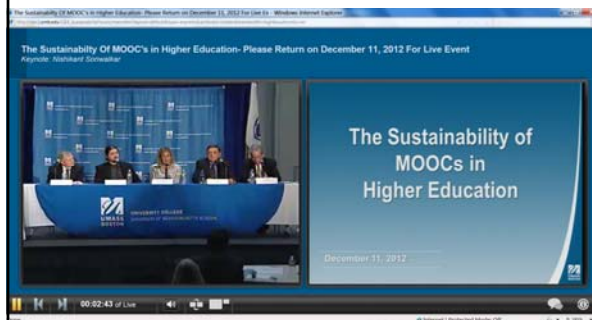 The Sustainabilty Of MOOC's in Higher Education- Please Return on December 11, 2012 For Live Ev - Windows Internet Explorer
The Sustainabilty Of MOOC's in Higher Education- Please Return on December 11, 2012 For Live Event
Keynote: Nishikant Sonwalkar
The Sustainability of
MOOCs in
Higher Education
UMASS
BOSTON
UNIVERSITY COLLEGE
December 11, 2012
00:02:43 of Live